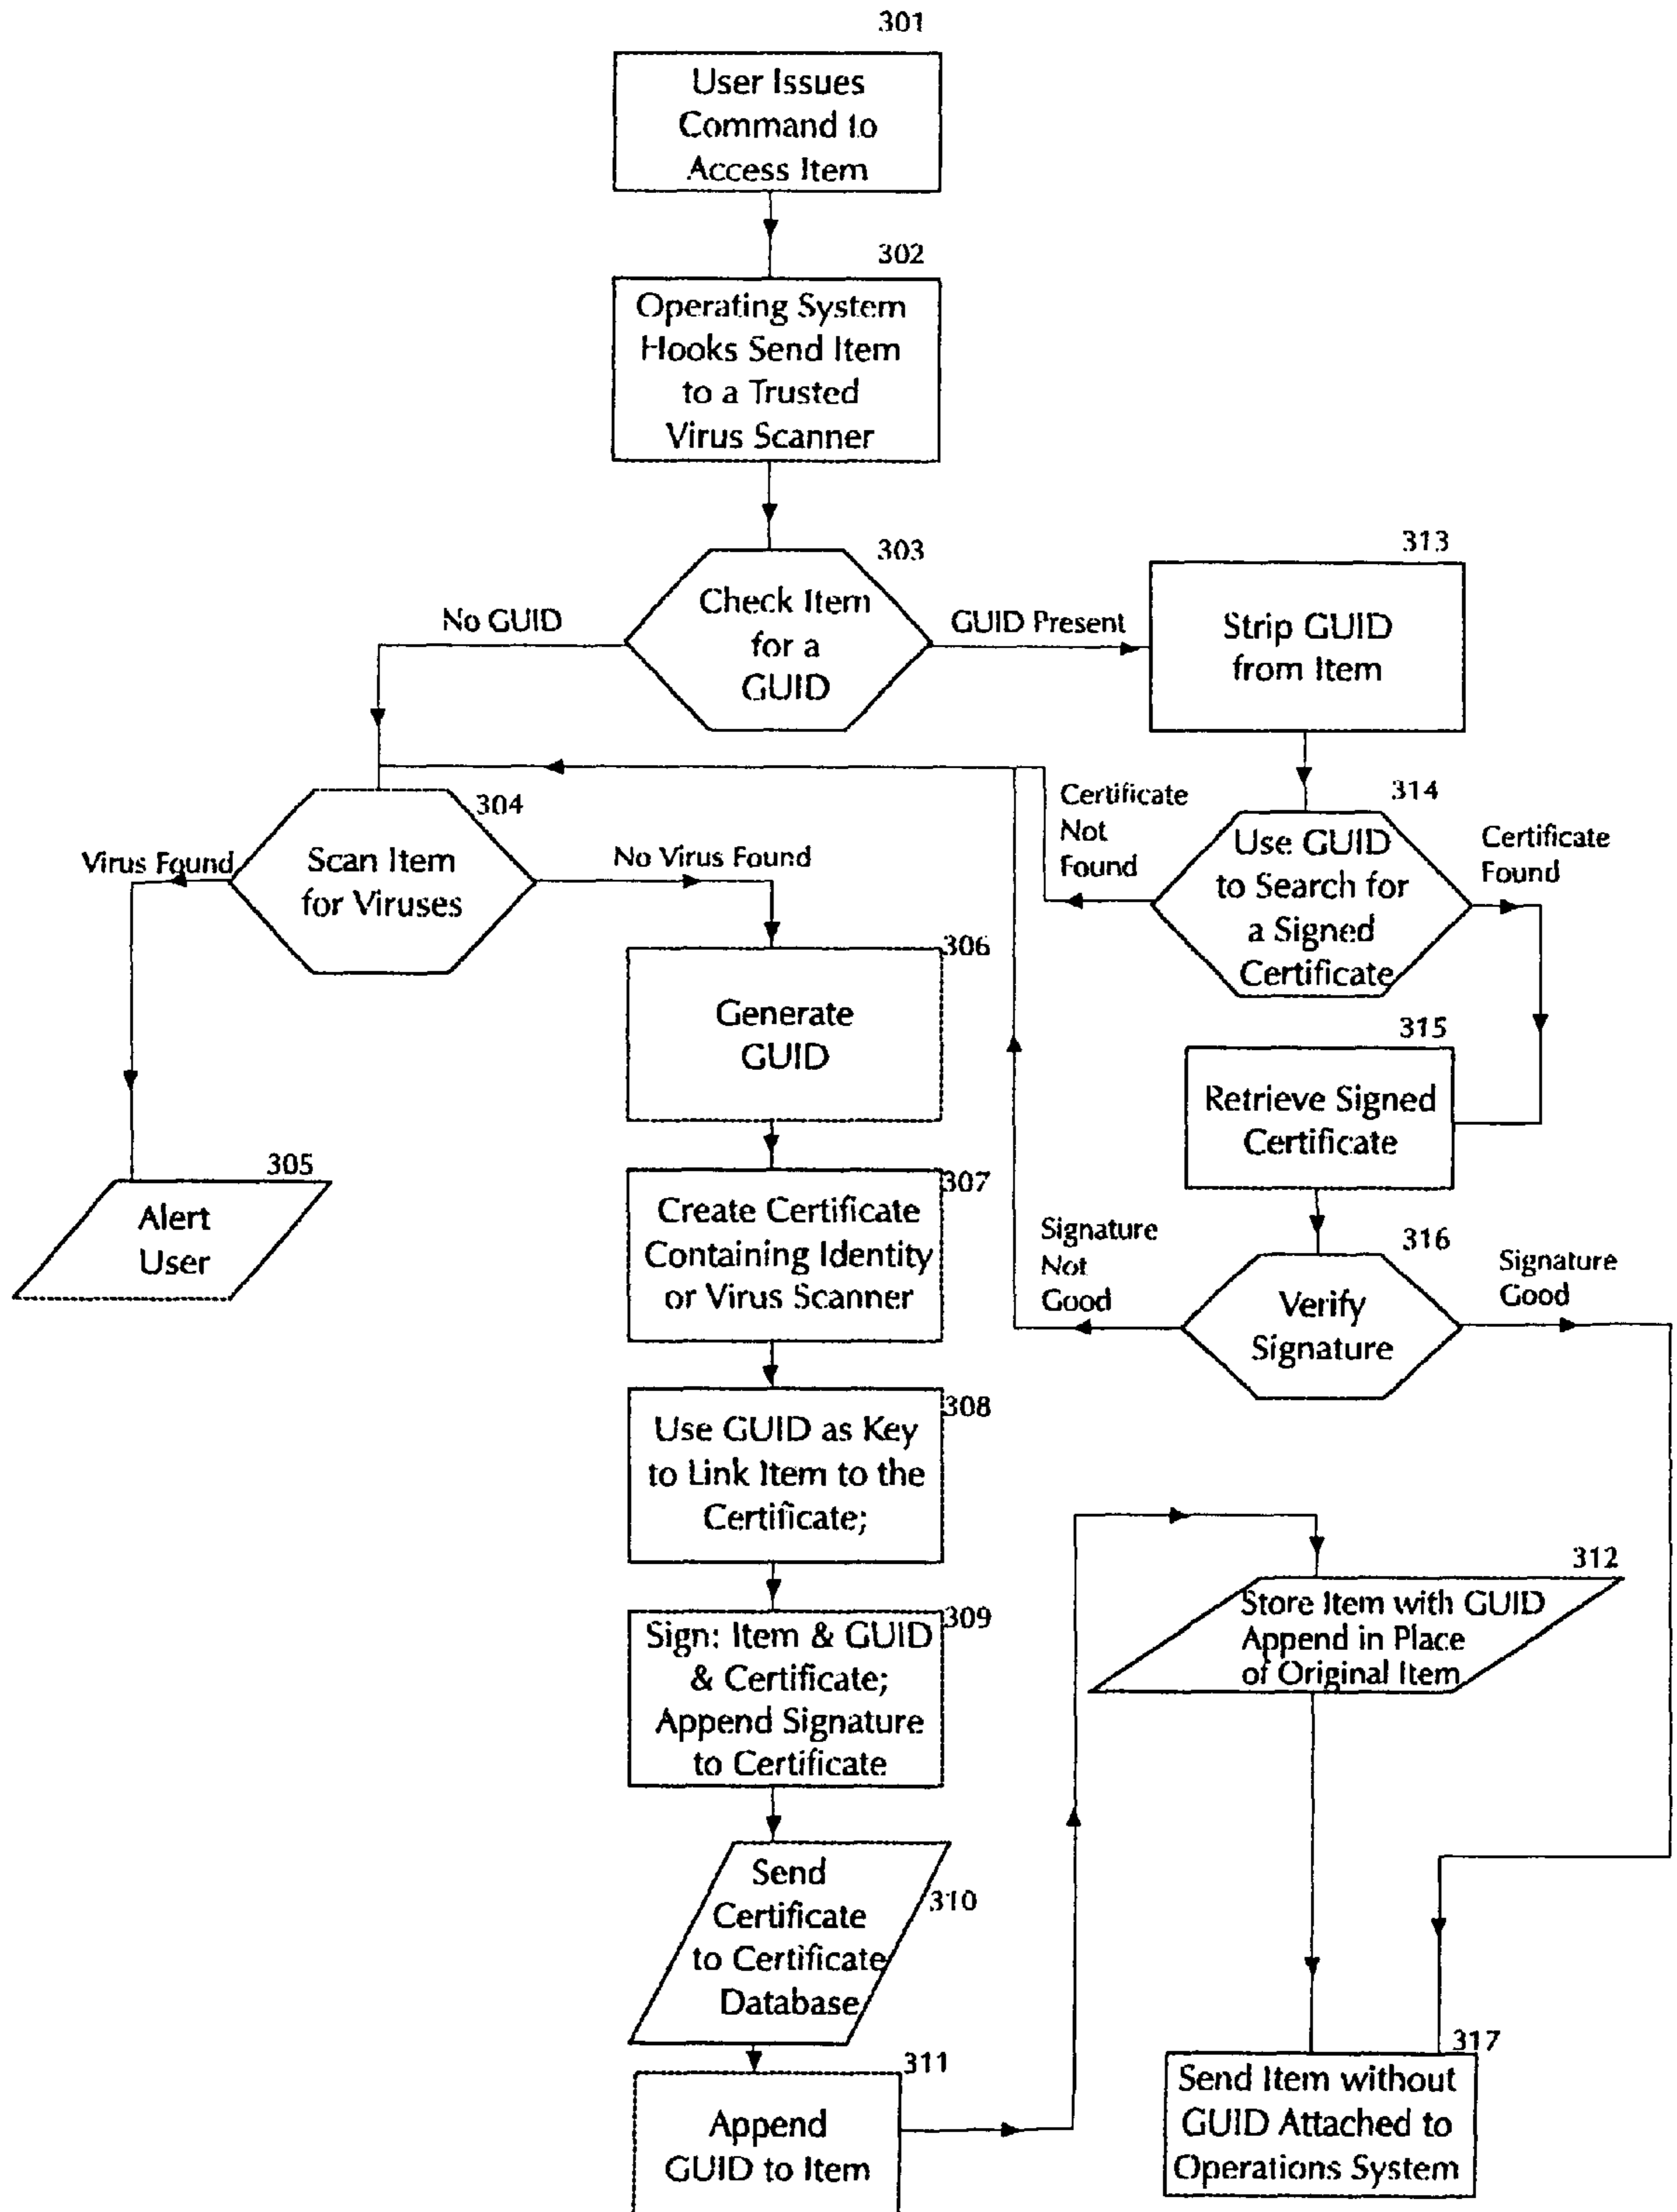 301
User Issues
Command to
Access Item
302
Operating System
Hooks Send Item
to a Trusted
Virus Scanner
303
Check Item
for a
GUID
No GUID
GUID Present
313
Strip GUID
from Item
304
Scan Item
for Viruses
Virus Found
No Virus Found
Certificate
Not
Found
314
Use GUID
to Search for
a Signed
Certificate
Certificate
Found
306
Generate
GUID
315
Retrieve Signed
Certificate
305
Alert
User
307
Create Certificate
Containing Identity
or Virus Scanner
Signature
Not
Good
316
Verify
Signature
Signature
Good
308
Use GUID as Key
to Link Item to the
Certificate;
309
Sign: Item & GUID
& Certificate;
Append Signature
to Certificate
312
Store Item with GUID
Append in Place
of Original Item
310
Send
Certificate
to Certificate
Database
311
Append
GUID to Item
317
Send Item without
GUID Attached to
Operations System